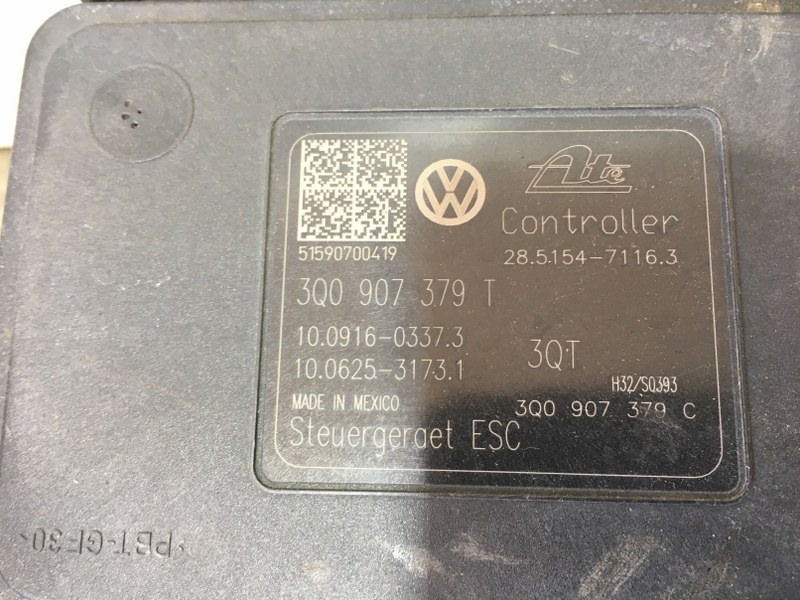 Ate
Controller
51590700419
28.5154-7116.3
3Q0 907 379 T
10.0916-0337.3
10.0625-3173.1
3QT
H32/SQ393
MADE IN MEXICO
3Q0 907 379 C
Steuergeraet ESC
>PBT-GF30<